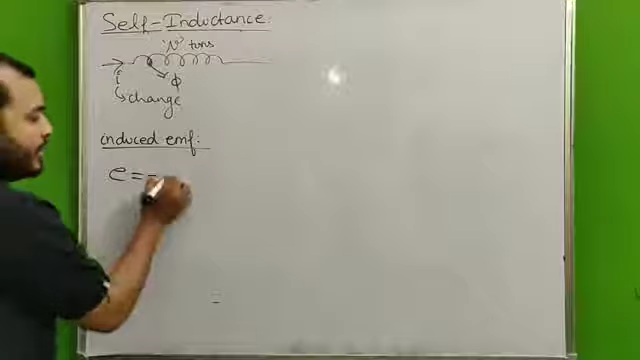 Self-Inductance:
'N' turns
i
ϕ
change
induced emf:
e = -